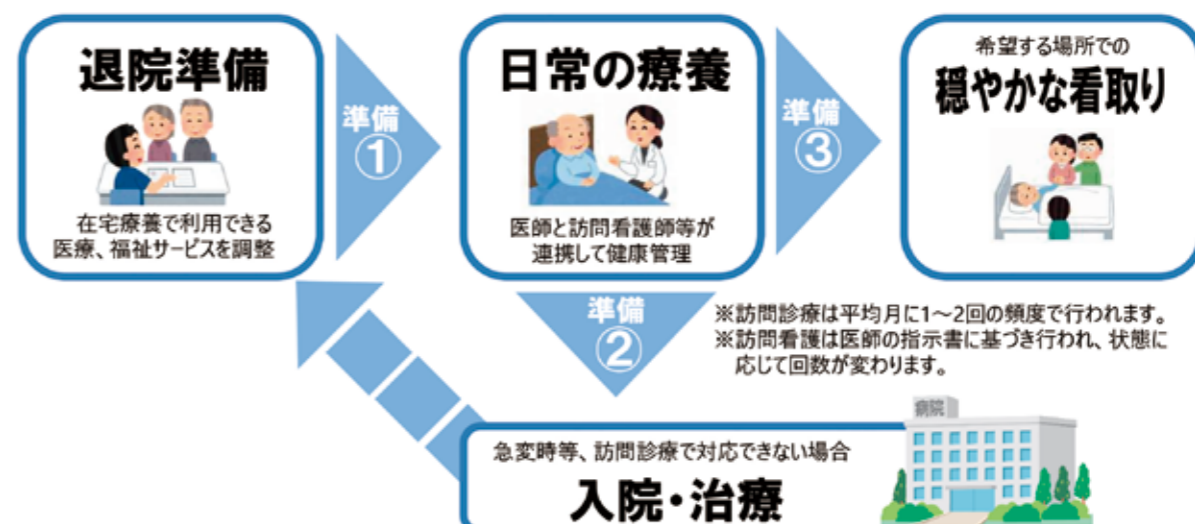 退院準備
在宅療養で利用できる
医療、福祉サービスを調整
準備
①
日常の療養
医師と訪問看護師等が
連携して健康管理
準備
③
希望する場所での
穏やかな看取り
準備
②
※訪問診療は平均月に1～2回の頻度で行われます。
※訪問看護は医師の指示書に基づき行われ、状態に
応じて回数が変わります。
病院
急変時等、訪問診療で対応できない場合
入院・治療